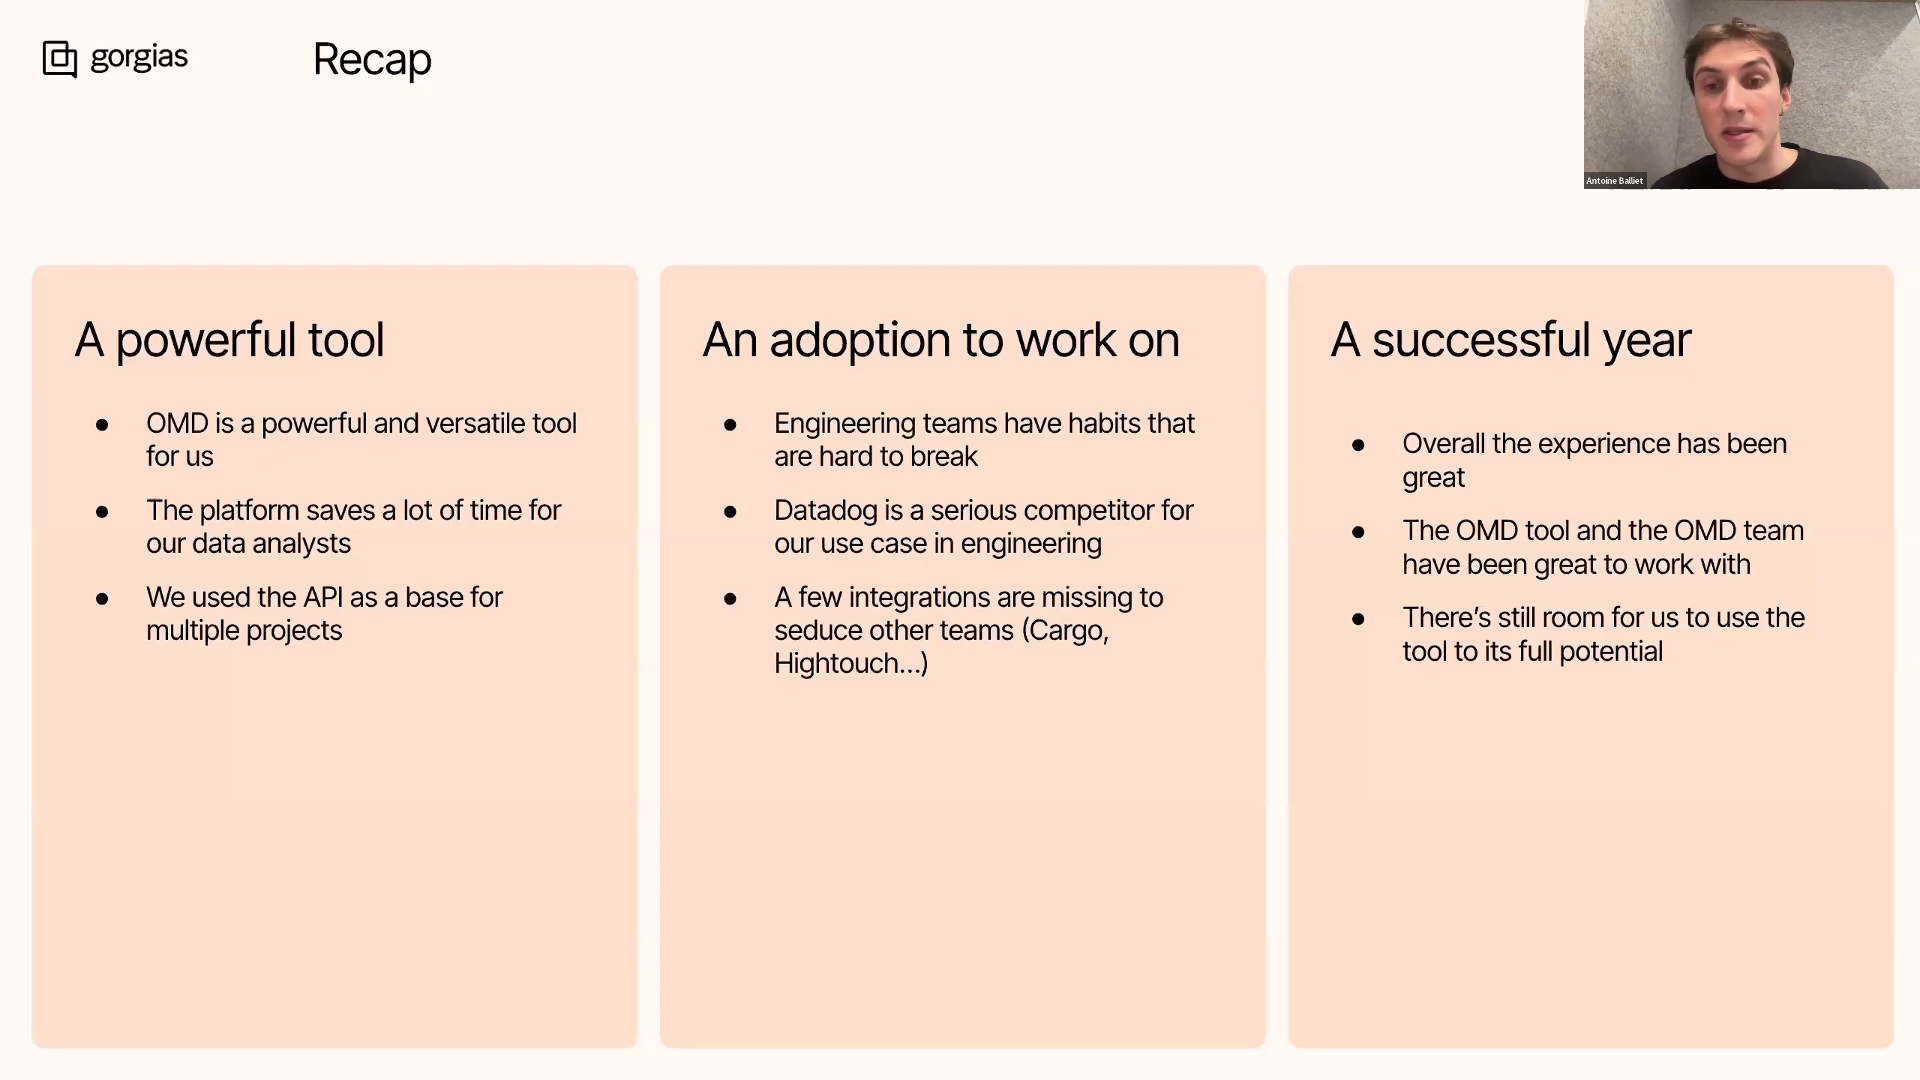 gorgias
Recap
Antoine Balliet
A powerful tool
● OMD is a powerful and versatile tool
for us
● The platform saves a lot of time for
our data analysts
● We used the API as a base for
multiple projects
An adoption to work on
● Engineering teams have habits that
are hard to break
● Datadog is a serious competitor for
our use case in engineering
● A few integrations are missing to
seduce other teams (Cargo,
Hightouch...)
A successful year
● Overall the experience has been
great
● The OMD tool and the OMD team
have been great to work with
● There’s still room for us to use the
tool to its full potential